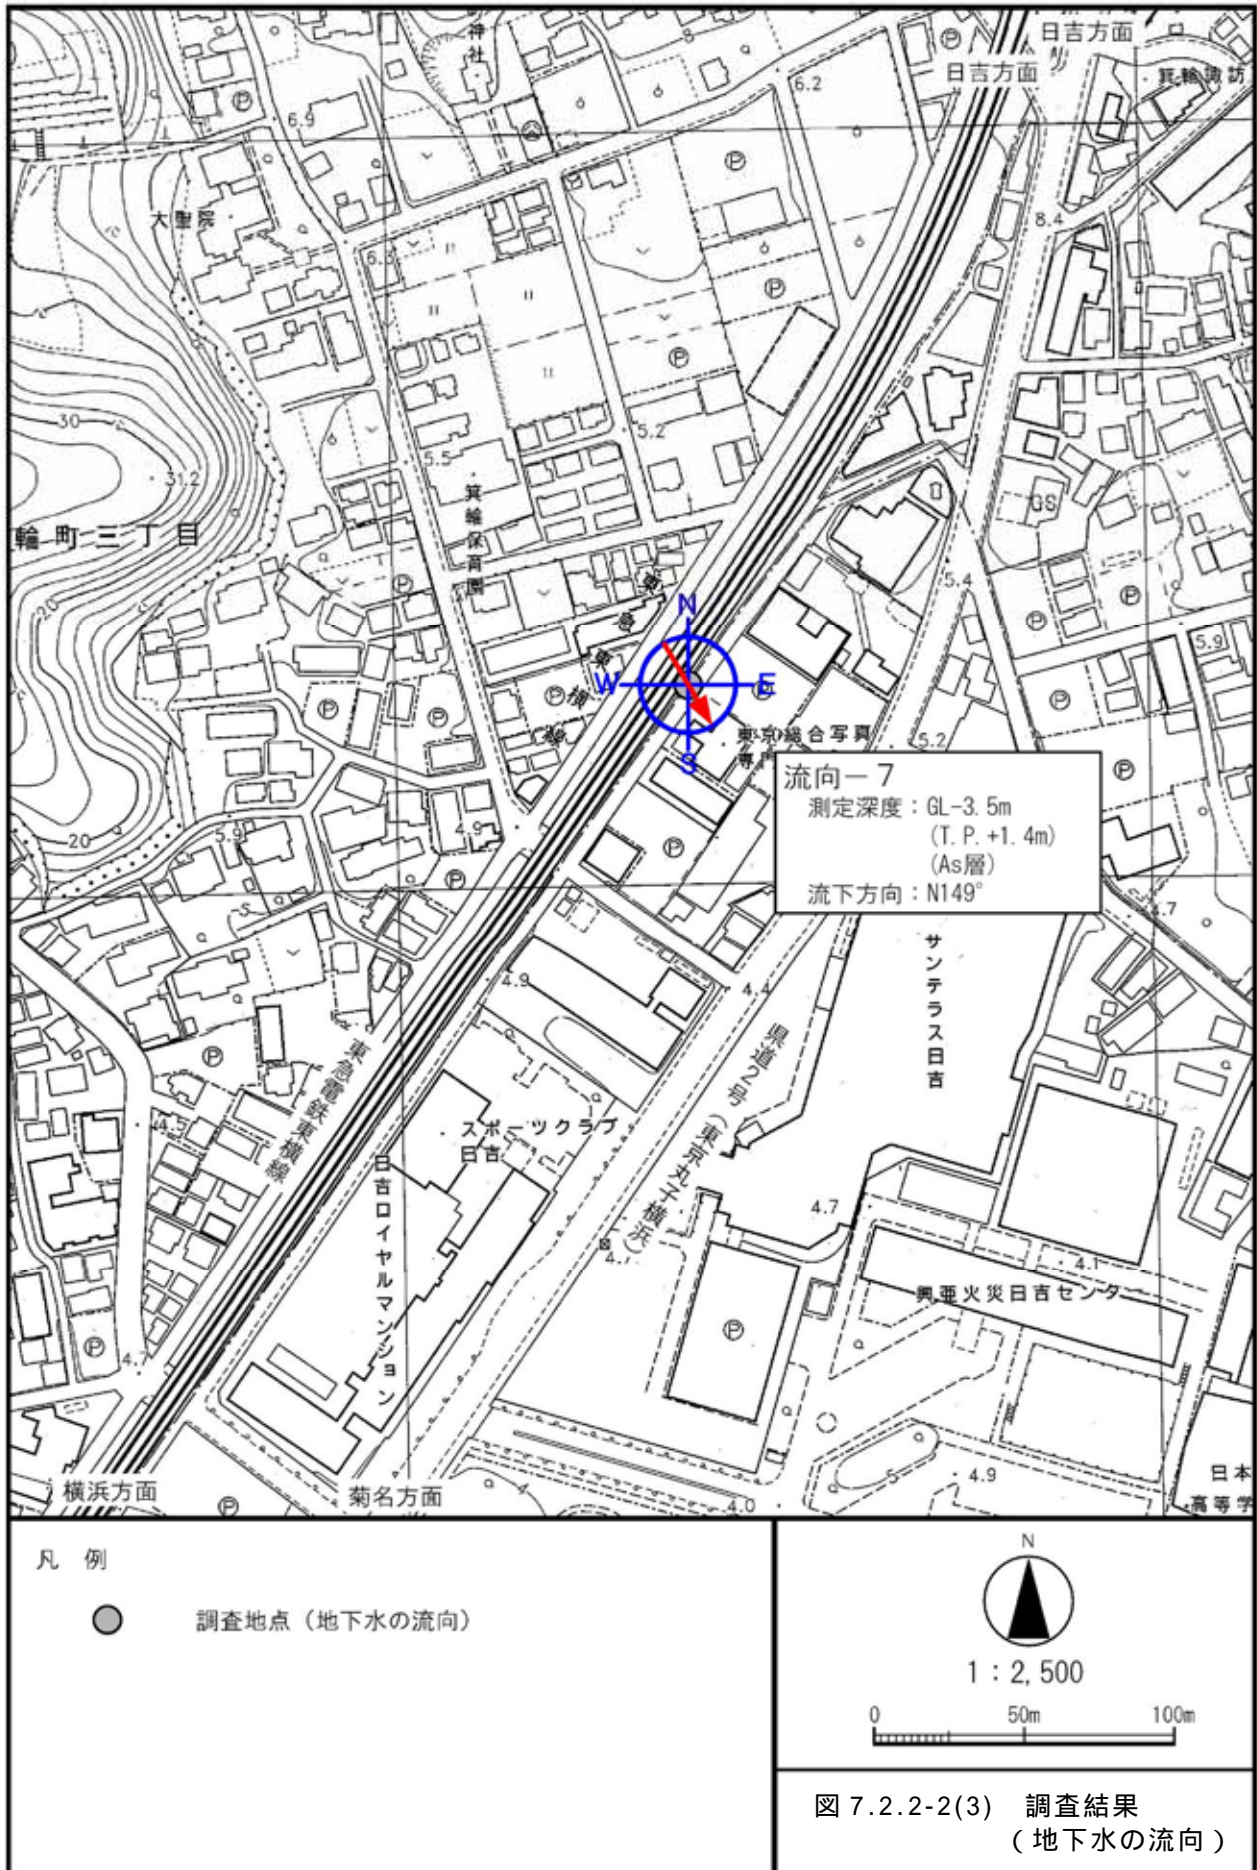 日吉方面
日吉方面
神社
箕輪諏訪
6.2
6.9
8.4
大聖院
6.3
5.2
5.5
30
31.2
箕輪保育園
GS
輪町三丁目
5.4
20
東急東横線
N
W
E
S
5.9
5.2
東京総合写真
専
流向－7
測定深度：GL-3.5m
(T.P.+1.4m)
(As層)
流下方向：N149°
20
5.9
4.9
4.7
サンテラス日吉
4.9
4.4
県道2号（東京丸子横浜）
東急電鉄東横線
4.5
スポーツクラブ
日吉
日吉ロイヤルマンション
4.7
4.1
興亜火災日吉センター
4.7
4.9
4.0
日本
高等学
横浜方面
菊名方面
凡 例
調査地点（地下水の流向）
N
1：2,500
0 50m 100m
図 7.2.2-2(3) 調査結果
（地下水の流向）